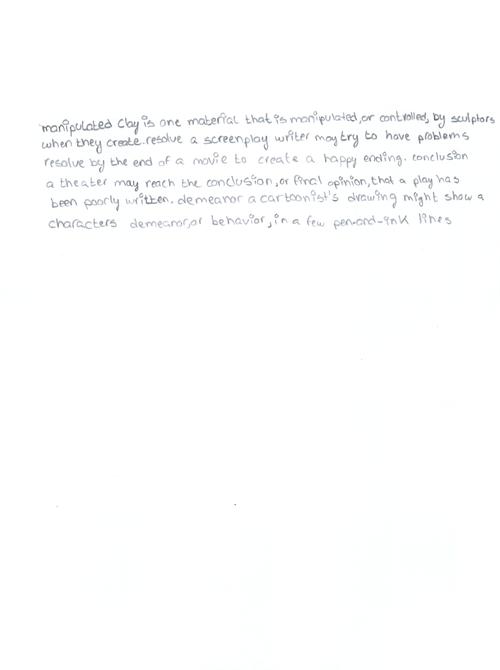 manipulated Clay is one material that is manipulated, or controlled, by sculptors
when they create. resolve a screenplay writer may try to have problems
resolve by the end of a movie to create a happy ending. conclusion
a theater may reach the conclusion, or final opinion, that a play has
been poorly written. demeanor a cartoonist's drawing might show a
characters demeanor, or behavior, in a few pen-and-ink lines